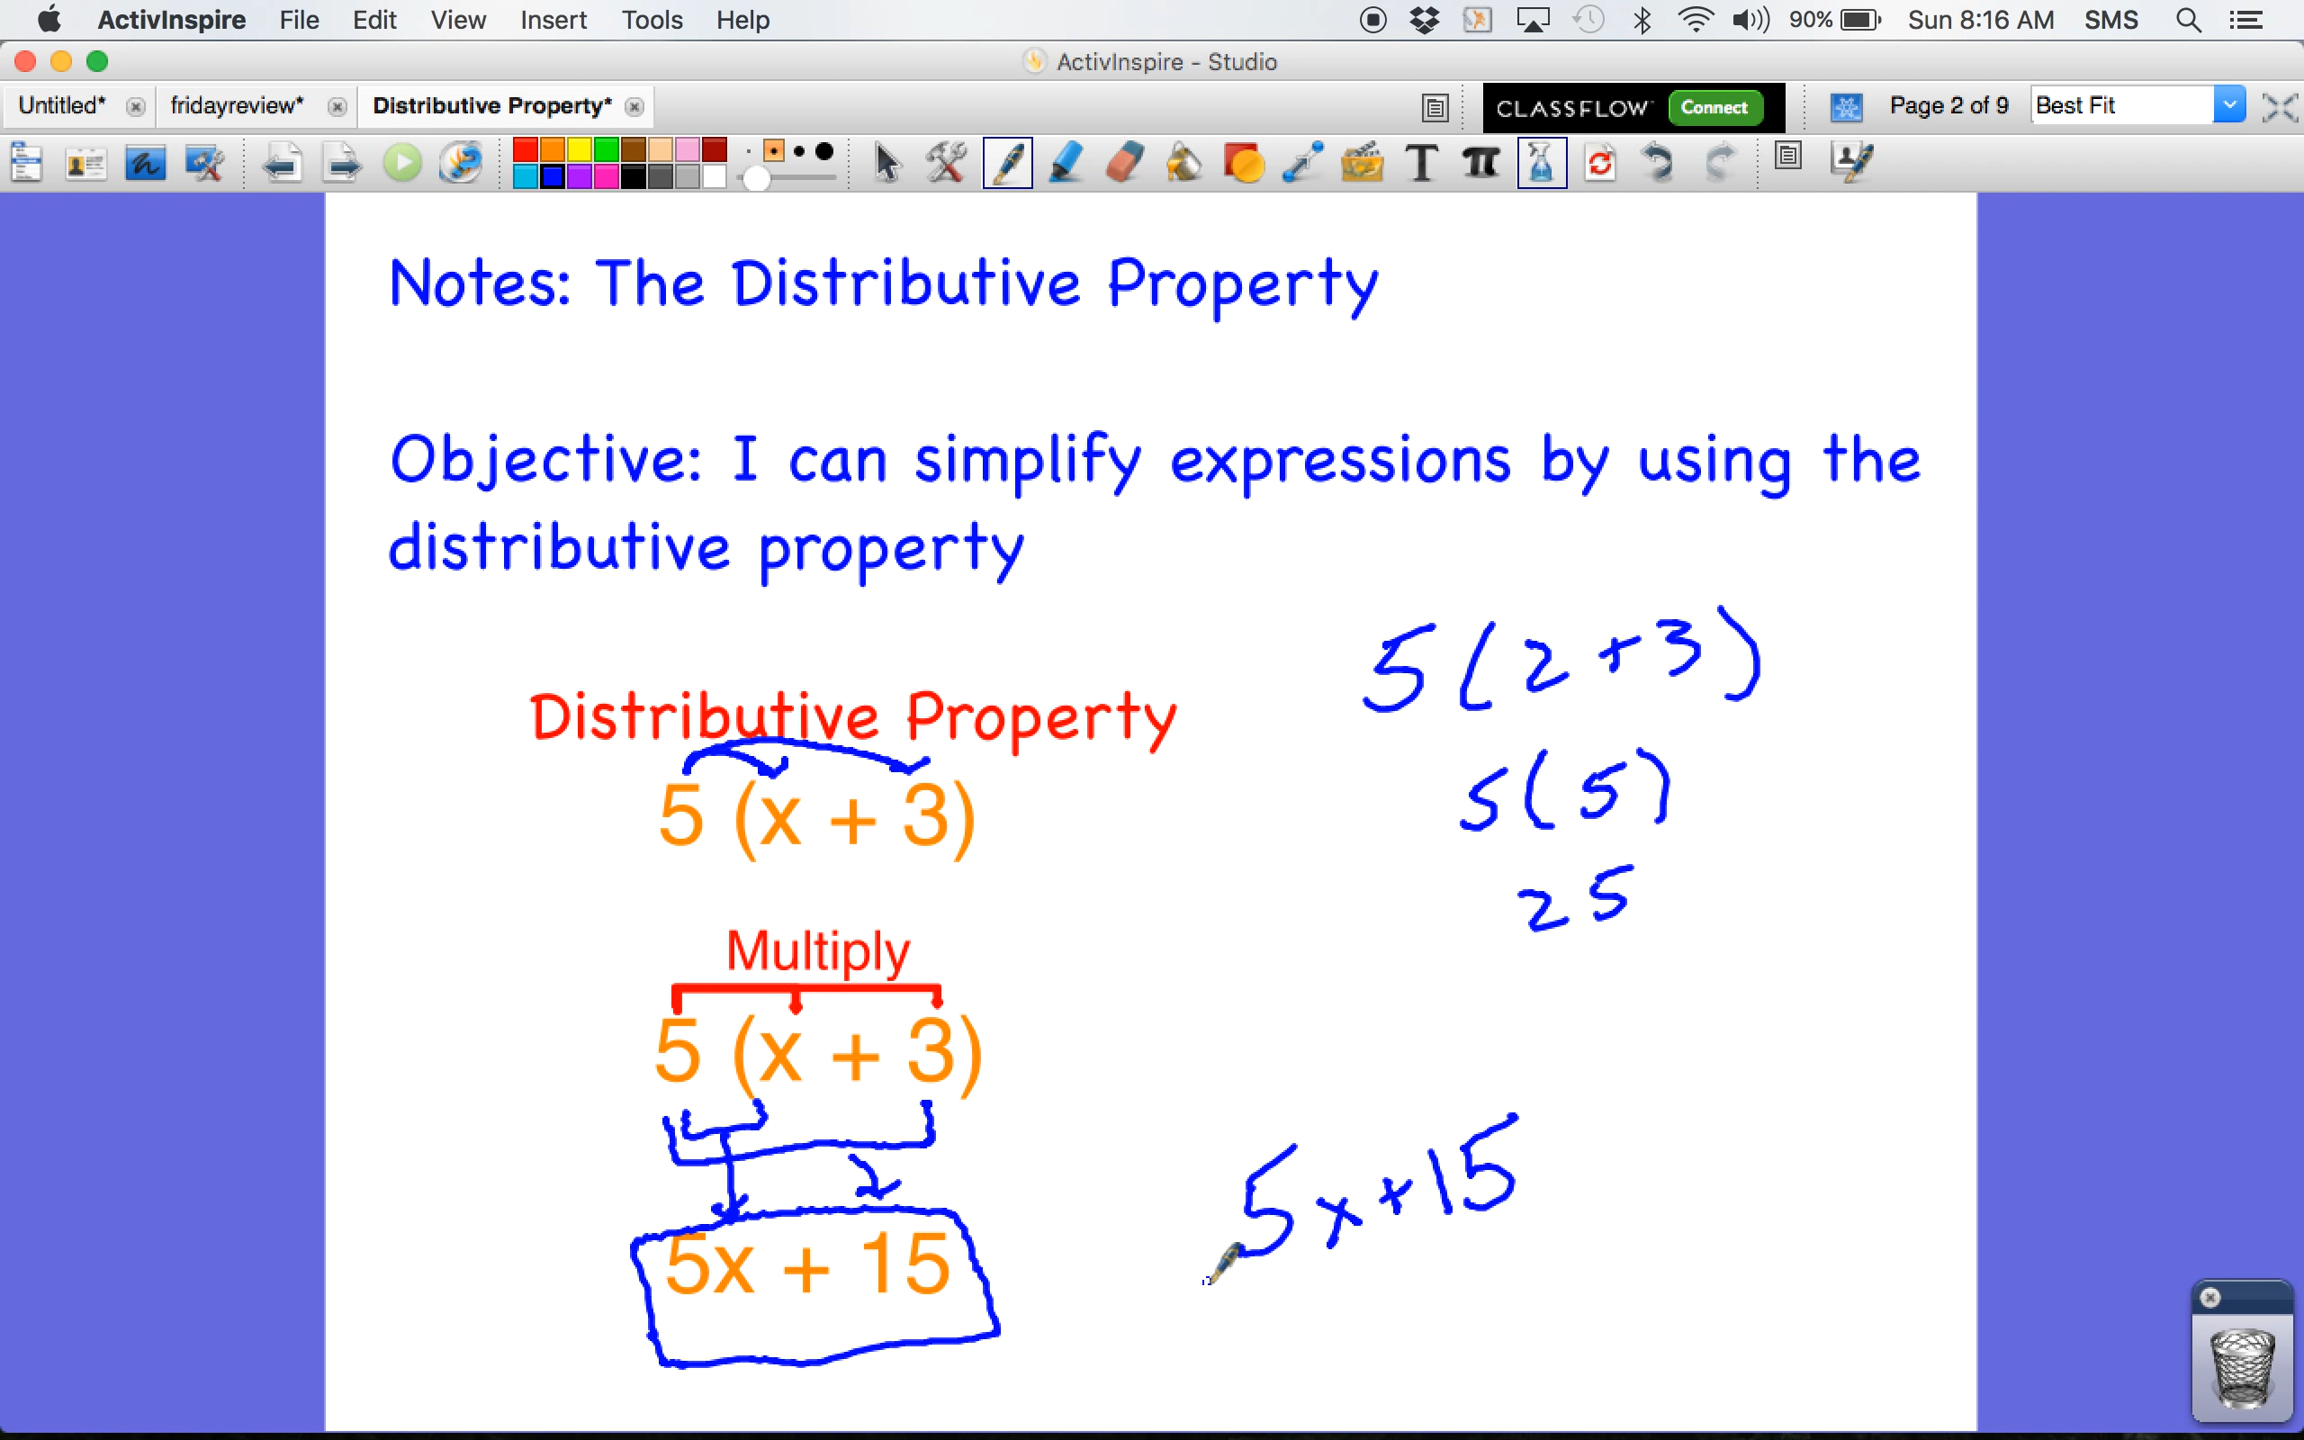 ActivInspire File Edit View Insert Tools Help 90% Sun 8:16 AM SMS
ActivInspire - Studio
Untitled* fridayreview* Distributive Property* CLASSFLOW Connect Page 2 of 9 Best Fit
T π
Notes: The Distributive Property
Objective: I can simplify expressions by using the
distributive property
5(2+3)
Distributive Property
5 (x + 3)
5(5)
25
Multiply
5 (x + 3)
5x+15
5x + 15